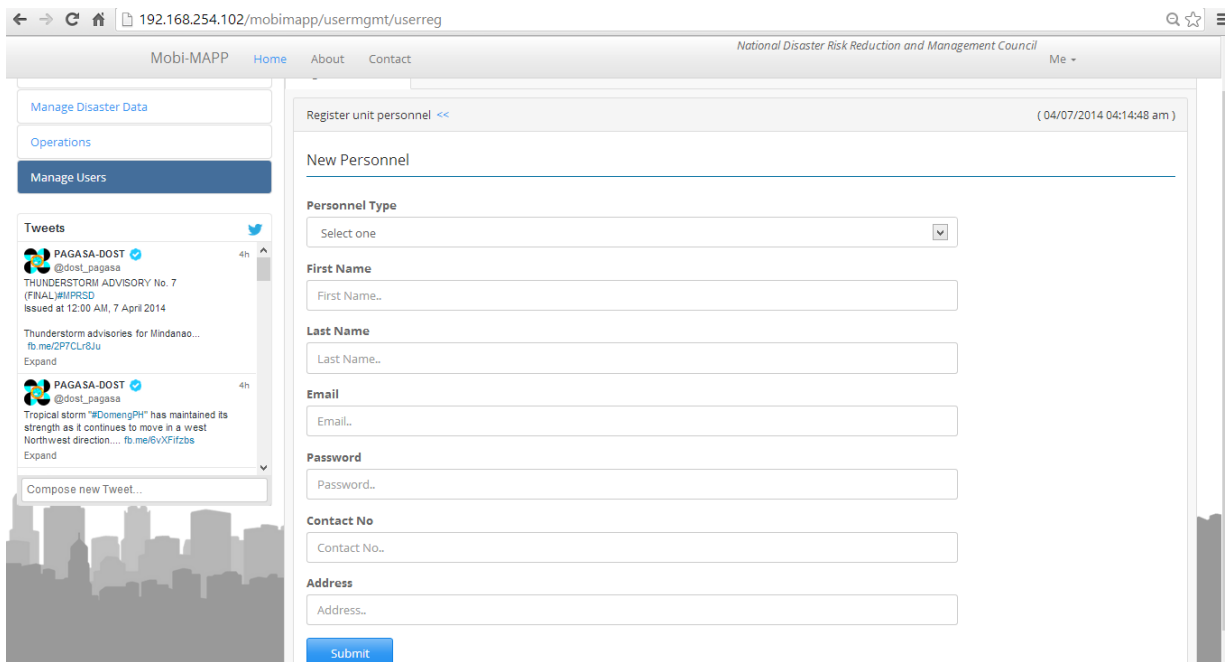 192.168.254.102/mobimapp/usermgmt/userreg
National Disaster Risk Reduction and Management Council
Mobi-MAPP Home About Contact Me
Manage Disaster Data
Operations
Manage Users
Tweets
PAGASA-DOST 4h
@dost_pagasa
THUNDERSTORM ADVISORY No. 7
(FINAL)#MPRSD
Issued at 12:00 AM, 7 April 2014
Thunderstorm advisories for Mindanao...
fb.me/2P7CLr8Ju
Expand
PAGASA-DOST 4h
@dost_pagasa
Tropical storm "#DomengPH" has maintained its
strength as it continues to move in a west
Northwest direction.... fb.me/6vXFifzbs
Expand
Compose new Tweet...
Register unit personnel << ( 04/07/2014 04:14:48 am )
New Personnel
Personnel Type
Select one
First Name
First Name..
Last Name
Last Name..
Email
Email..
Password
Password..
Contact No
Contact No..
Address
Address..
Submit